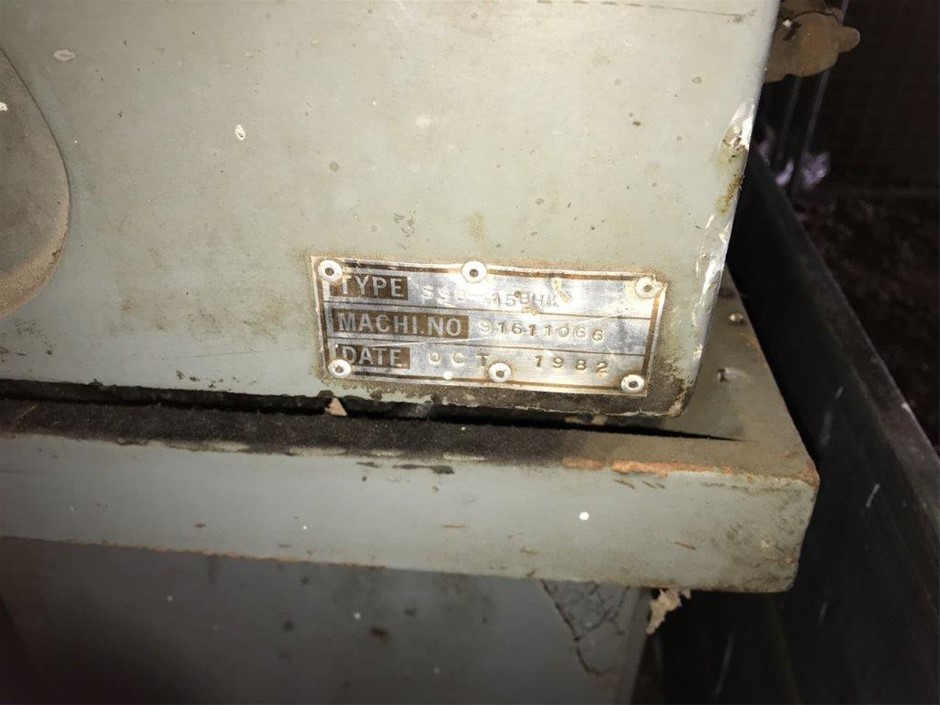 TYPE
MACHI.NO 91611066
DATE OCT 1982